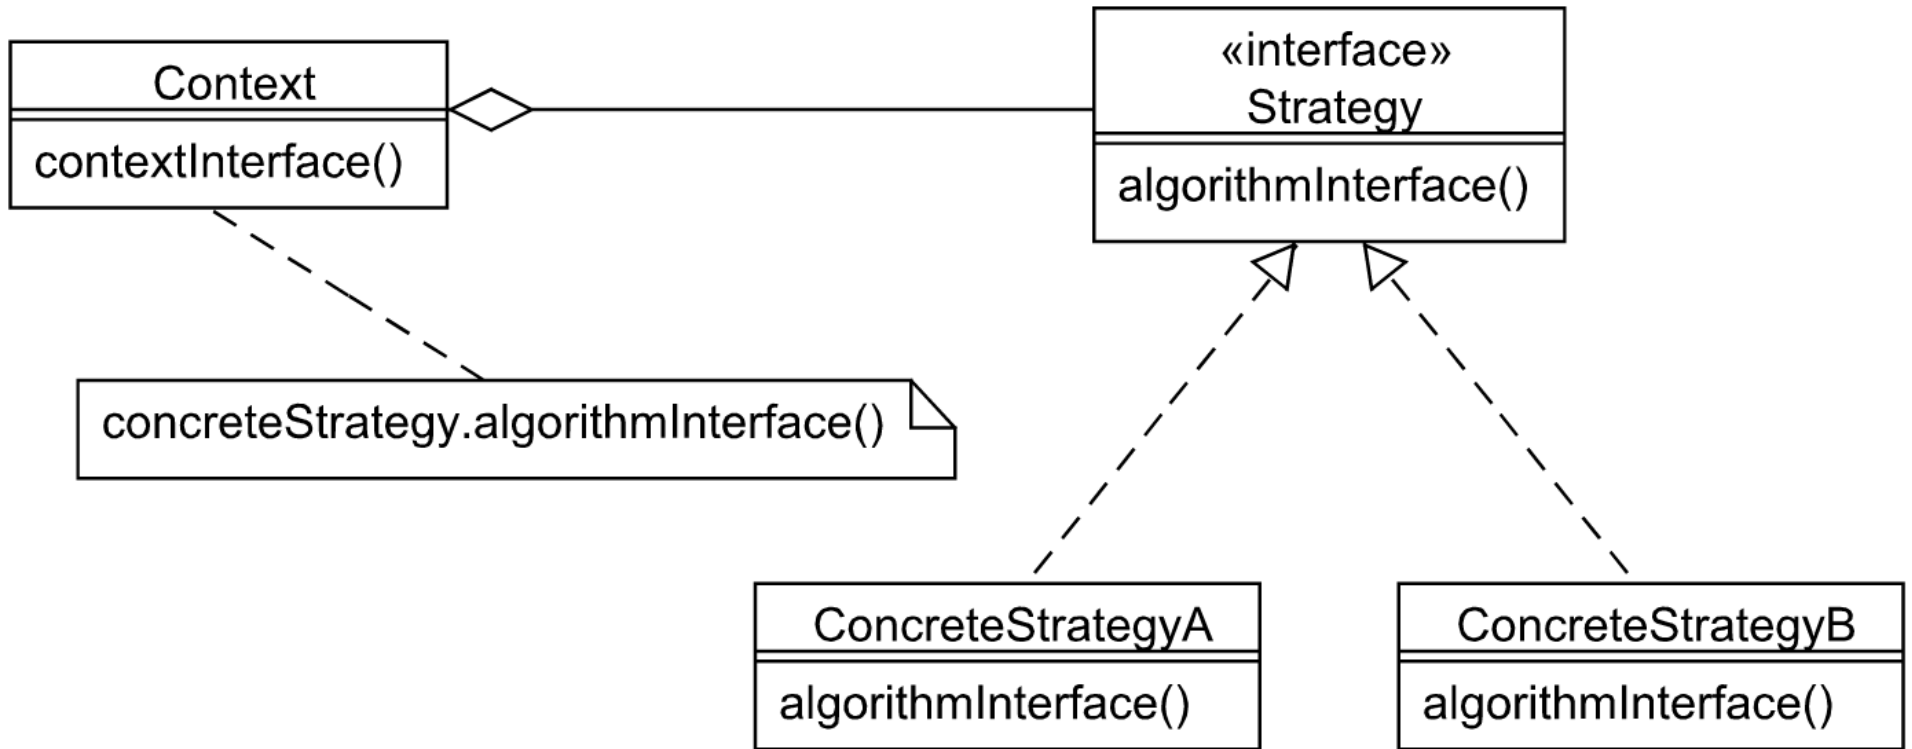 Context
contextInterface()
«interface»
Strategy
algorithmInterface()
concreteStrategy.algorithmInterface()
ConcreteStrategyA
algorithmInterface()
ConcreteStrategyB
algorithmInterface()